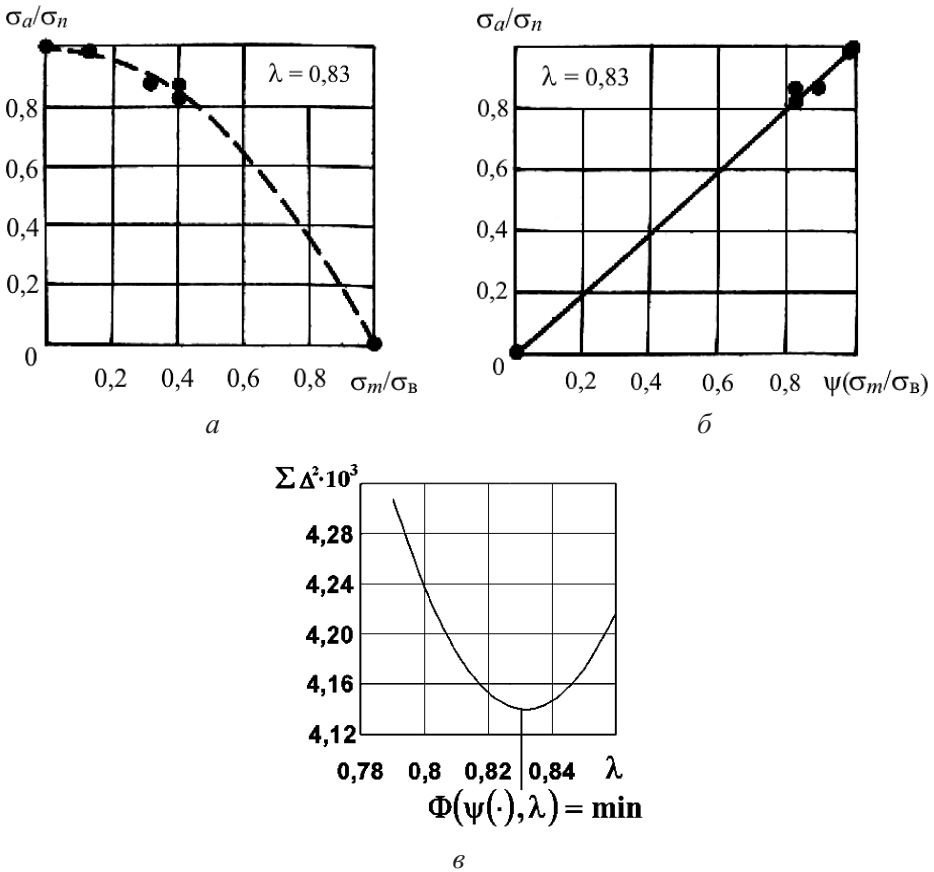 σa/σn
λ = 0,83
0,8
0,6
0,4
0,2
0
0,2 0,4 0,6 0,8 σm/σв
а
σa/σn
λ = 0,83
0,8
0,6
0,4
0,2
0
0,2 0,4 0,6 0,8 ψ(σm/σв)
б
Σ Δ²·10³
4,28
4,24
4,20
4,16
4,12
0,78 0,8 0,82 0,84 λ
Φ(ψ(·),λ) = min
в